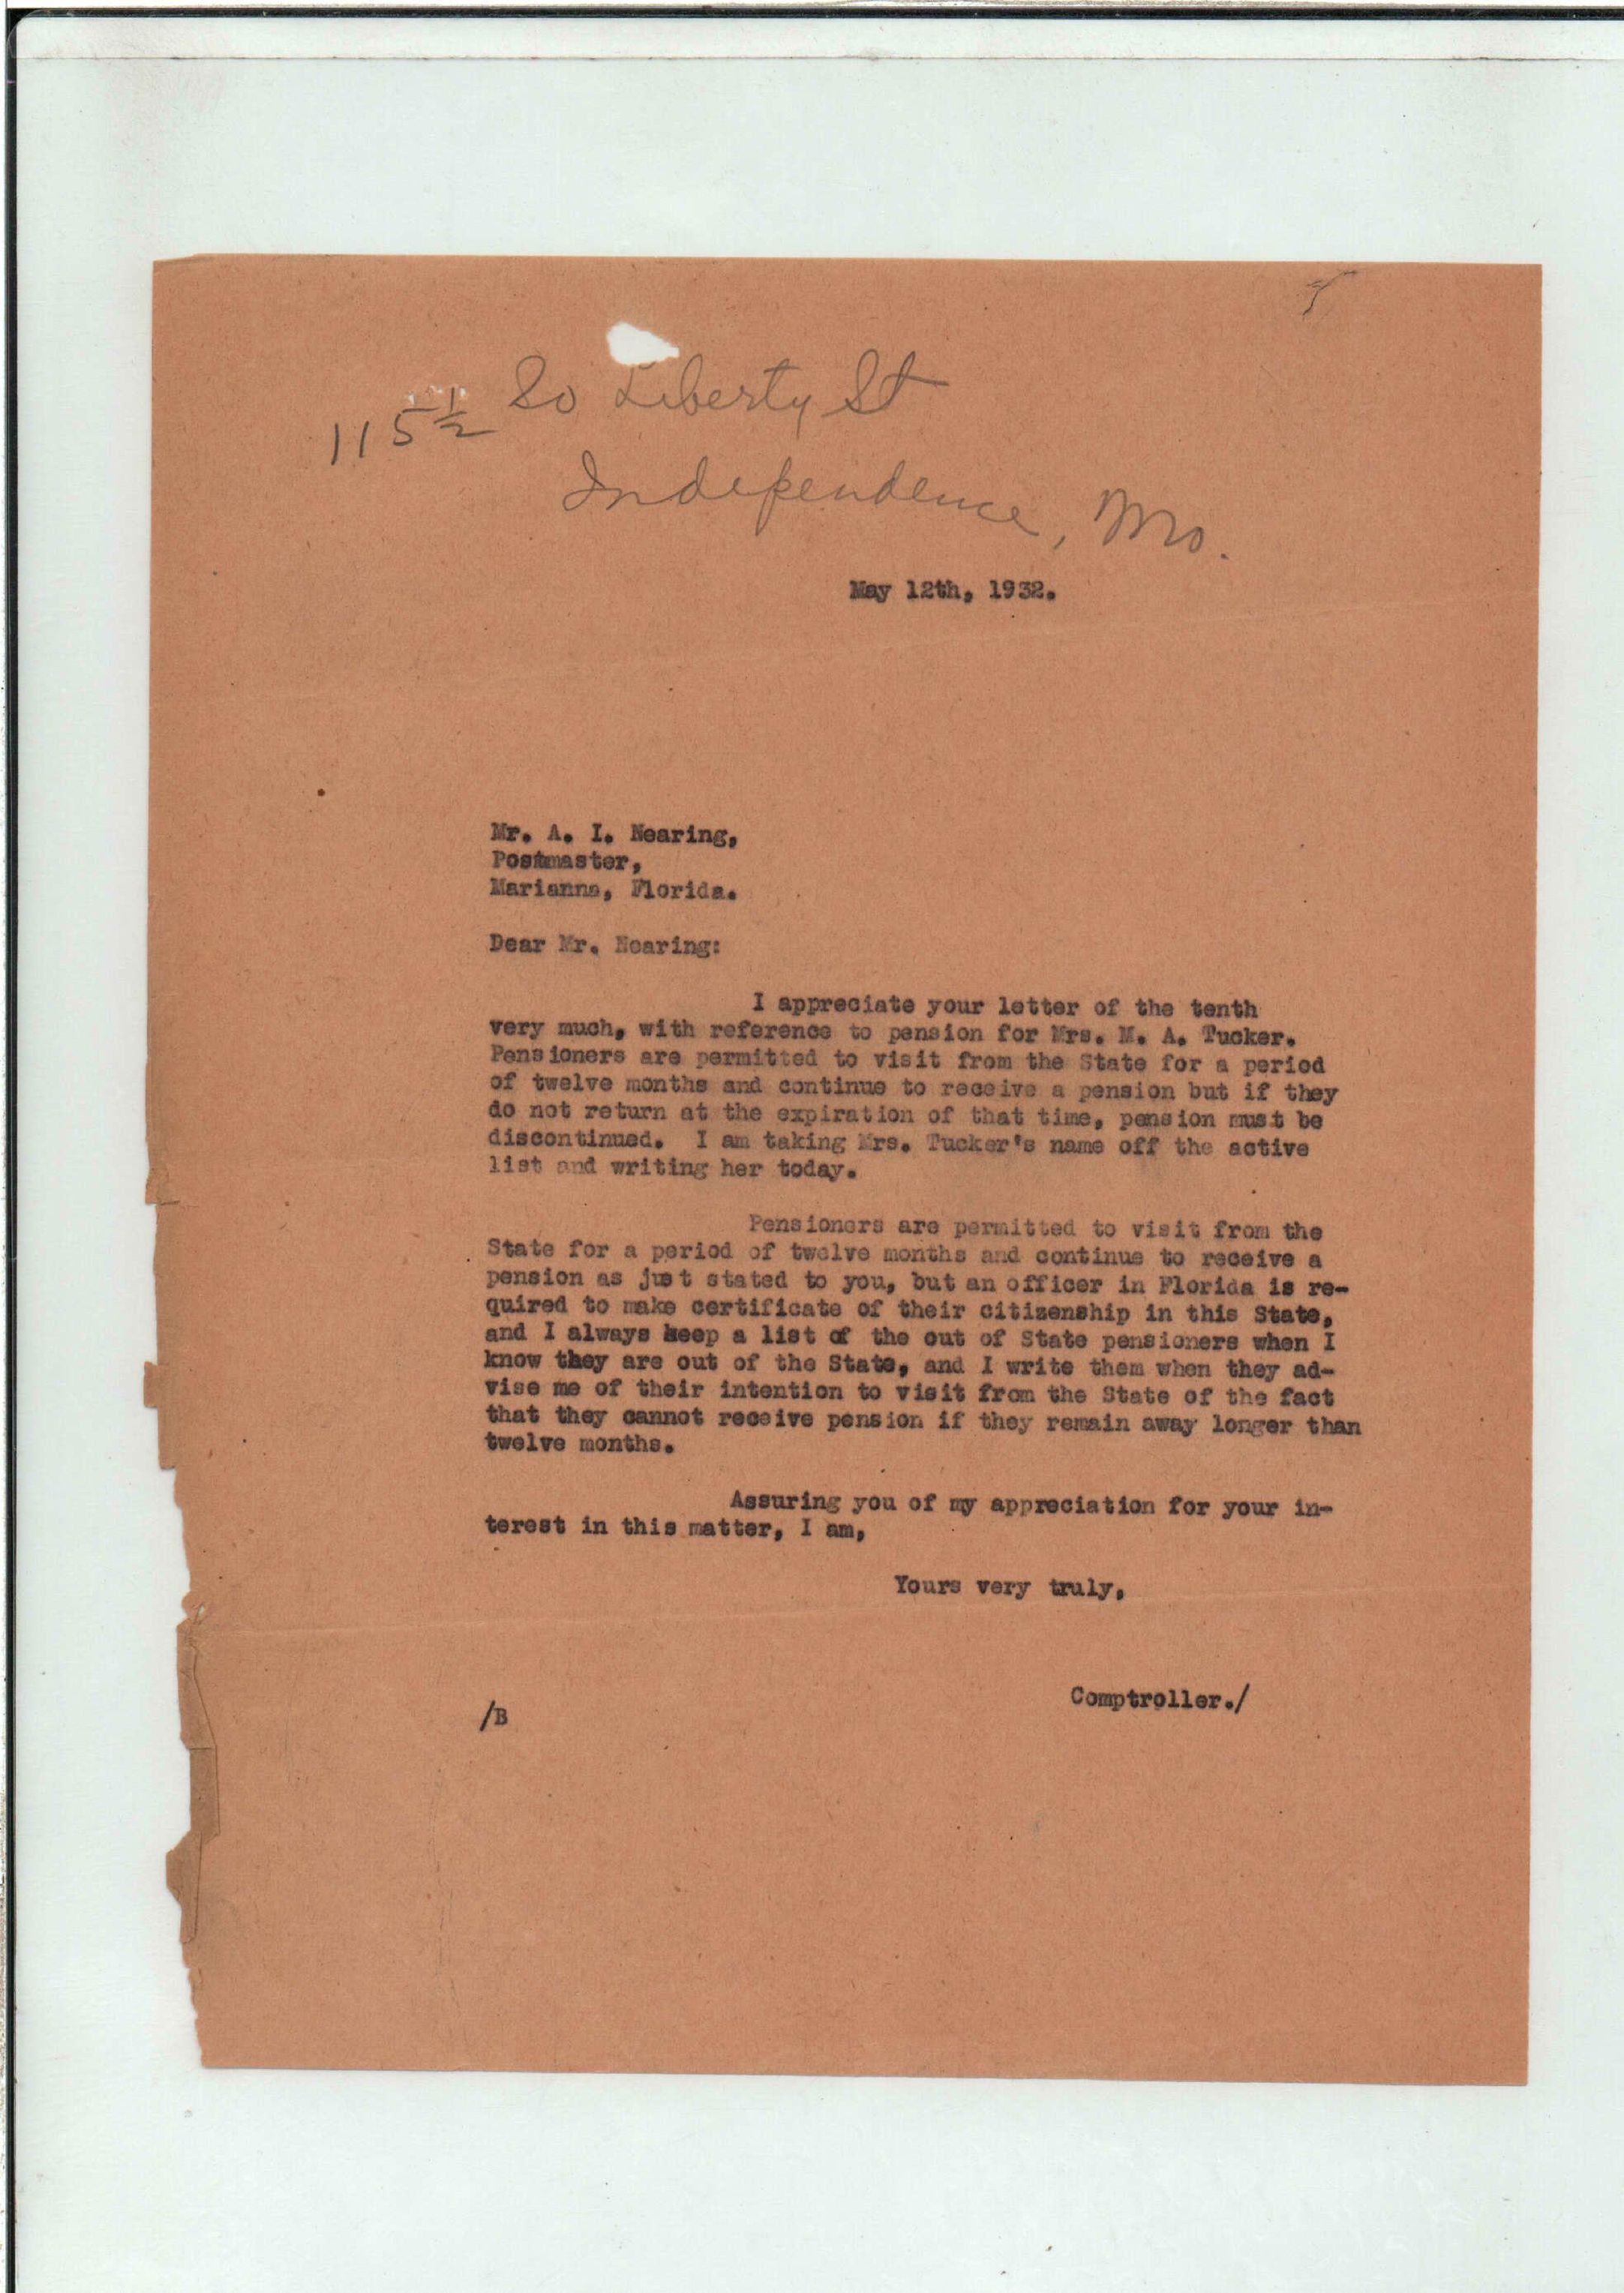 115½ So Liberty St
Independence, Mo.
May 12th, 1932.
Mr. A. I. Nearing,
Postmaster,
Marianna, Florida.
Dear Mr. Nearing:
I appreciate your letter of the tenth
very much, with reference to pension for Mrs. M. A. Tucker.
Pensioners are permitted to visit from the State for a period
of twelve months and continue to receive a pension but if they
do not return at the expiration of that time, pension must be
discontinued. I am taking Mrs. Tucker's name off the active
list and writing her today.
Pensioners are permitted to visit from the
State for a period of twelve months and continue to receive a
pension as just stated to you, but an officer in Florida is re-
quired to make certificate of their citizenship in this State,
and I always keep a list of the out of State pensioners when I
know they are out of the State, and I write them when they ad-
vise me of their intention to visit from the State of the fact
that they cannot receive pension if they remain away longer than
twelve months.
Assuring you of my appreciation for your in-
terest in this matter, I am,
Yours very truly,
Comptroller./
/B